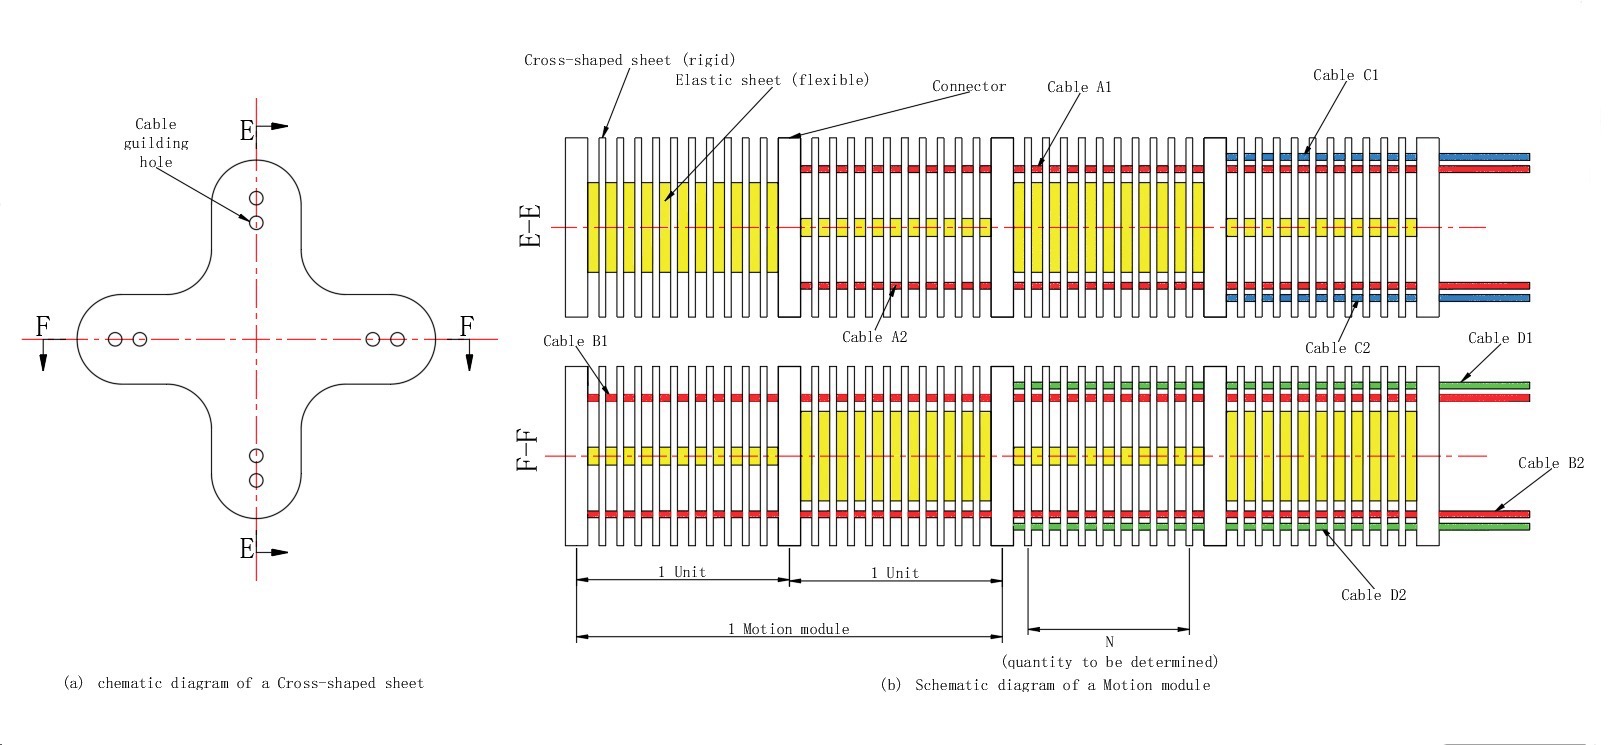 Cross-shaped sheet (rigid)
Elastic sheet (flexible)
Connector
Cable A1
Cable C1
Cable
guilding
hole
E
E-E
F
F
Cable B1
Cable A2
Cable C2
Cable D1
F-F
Cable B2
E
1 Unit
1 Unit
Cable D2
1 Motion module
N
(quantity to be determined)
(a) chematic diagram of a Cross-shaped sheet
(b) Schematic diagram of a Motion module